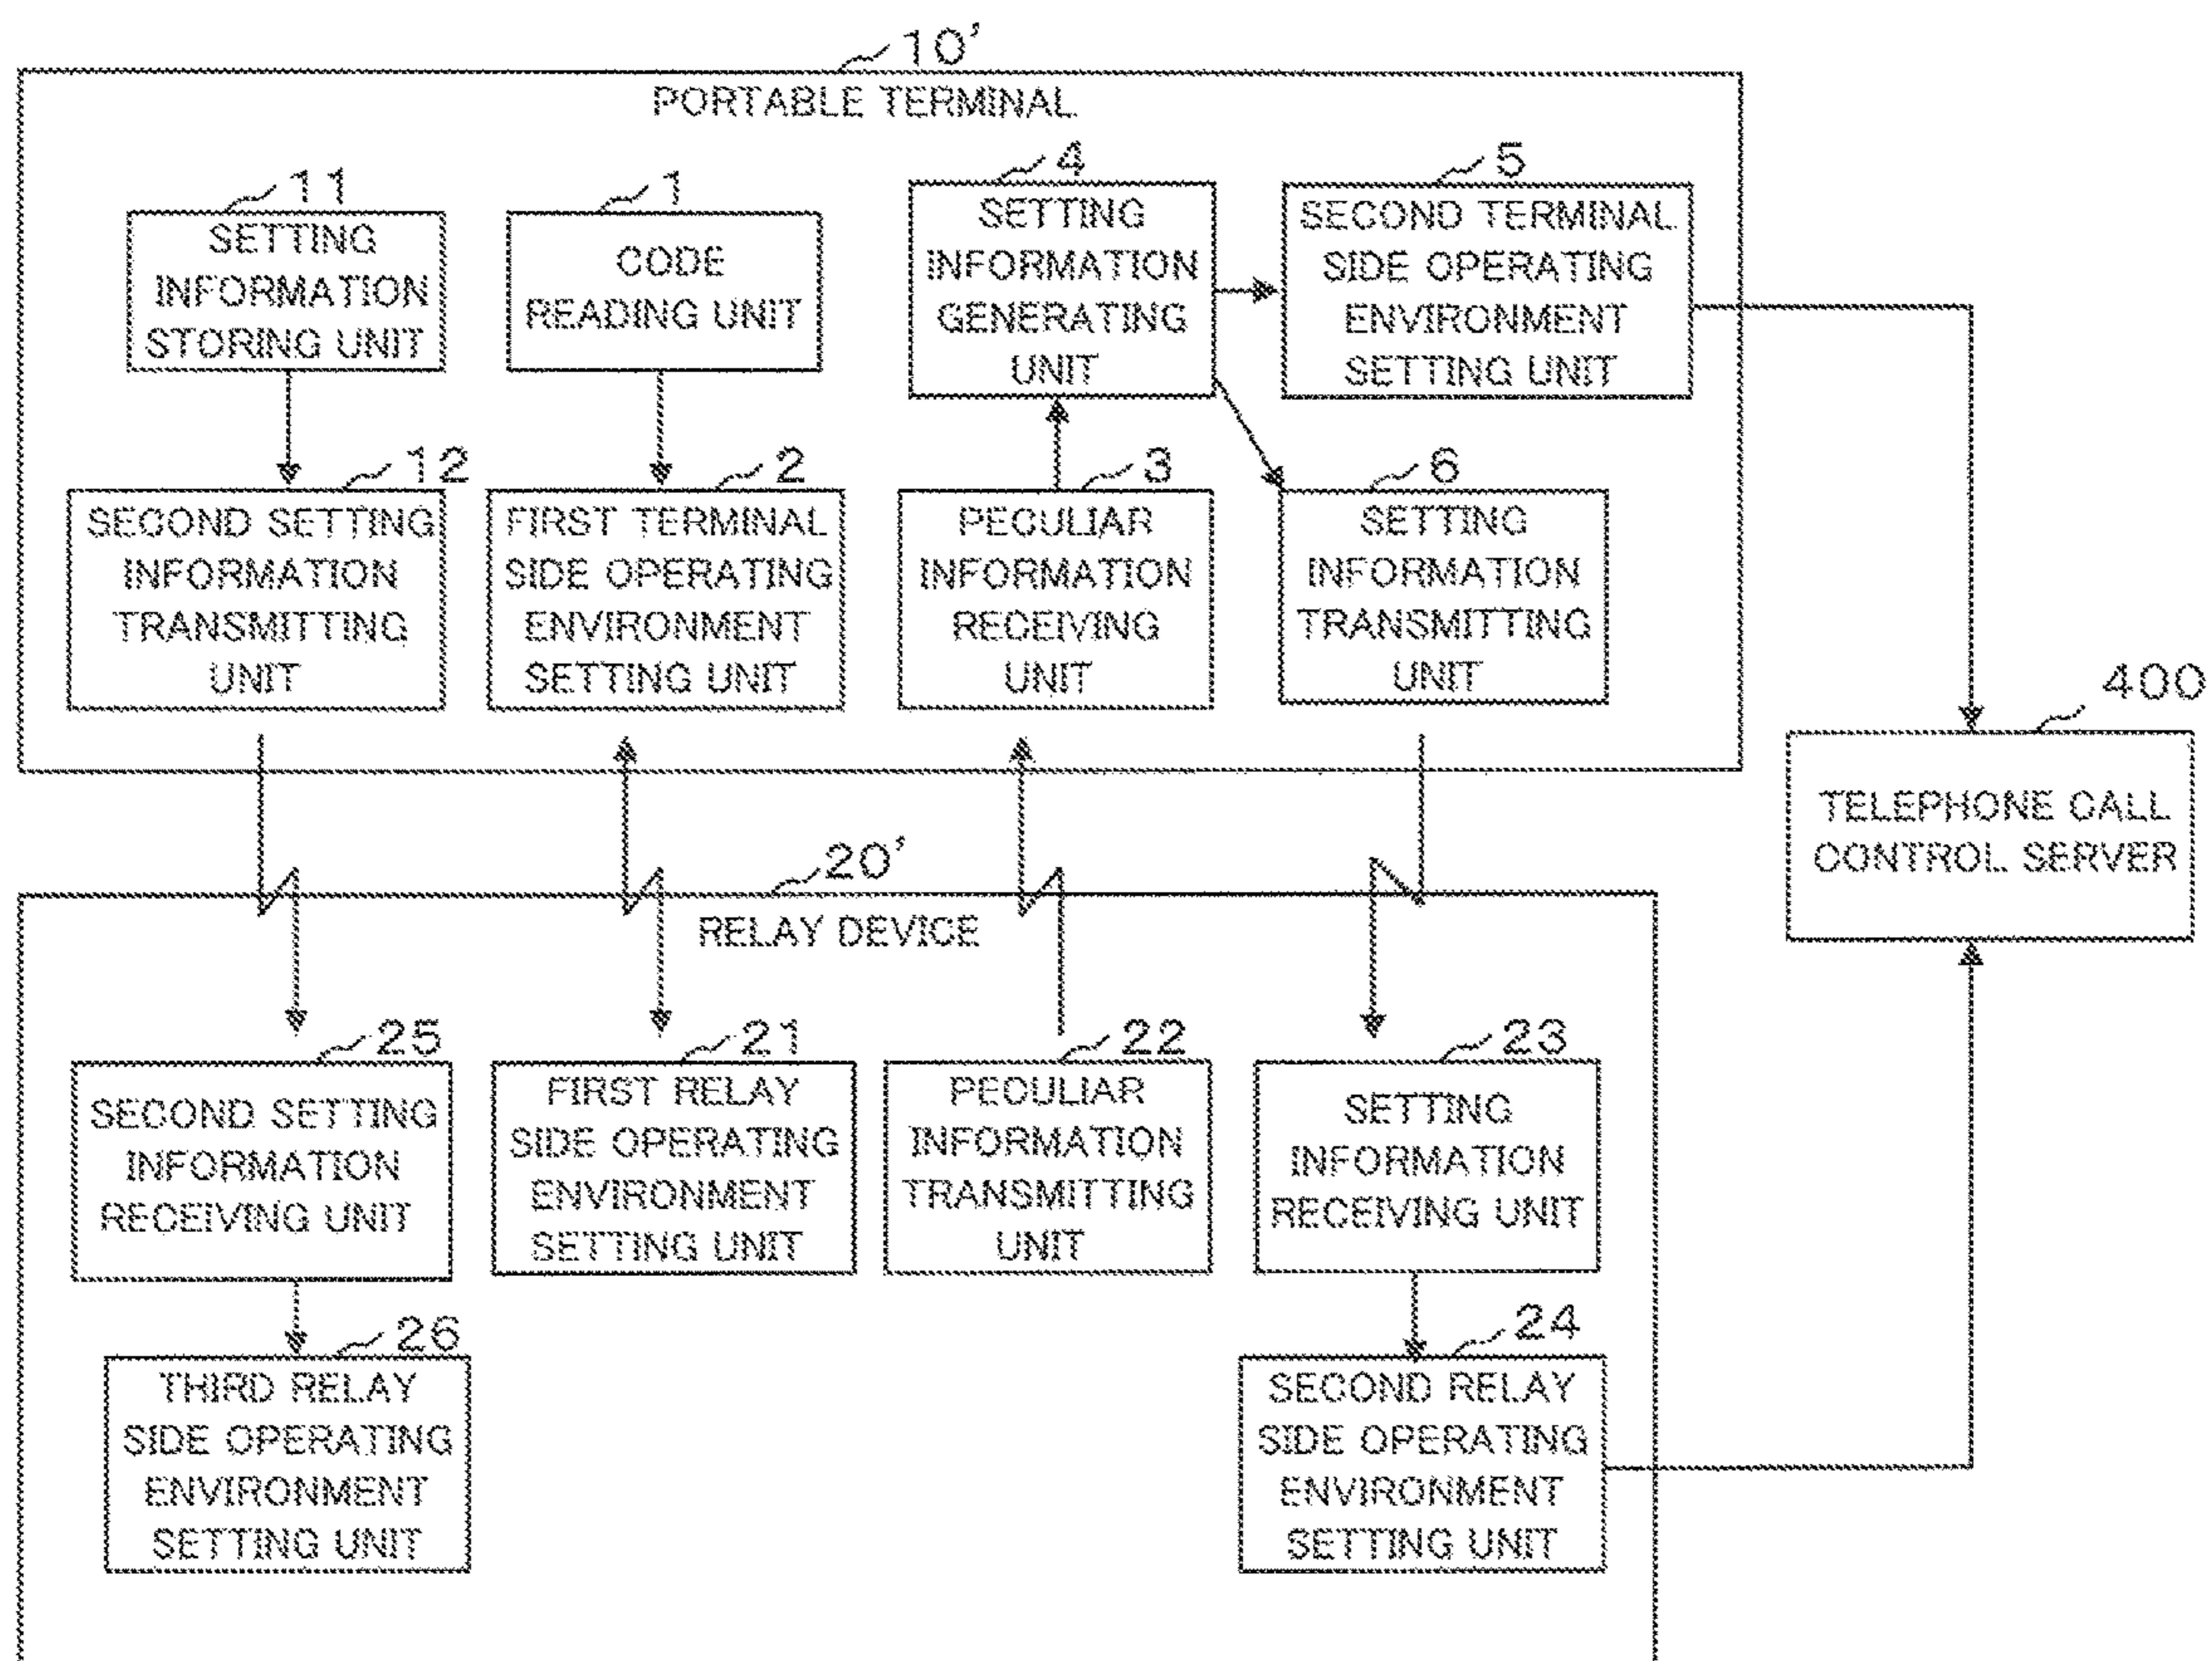 10'
PORTABLE TERMINAL
11
SETTING
INFORMATION
STORING UNIT
1
CODE
READING UNIT
4
SETTING
INFORMATION
GENERATING
UNIT
5
SECOND TERMINAL
SIDE OPERATING
ENVIRONMENT
SETTING UNIT
12
SECOND SETTING
INFORMATION
TRANSMITTING
UNIT
2
FIRST TERMINAL
SIDE OPERATING
ENVIRONMENT
SETTING UNIT
3
PECULIAR
INFORMATION
RECEIVING
UNIT
6
SETTING
INFORMATION
TRANSMITTING
UNIT
400
TELEPHONE CALL
CONTROL SERVER
20'
RELAY DEVICE
25
SECOND SETTING
INFORMATION
RECEIVING UNIT
21
FIRST RELAY
SIDE OPERATING
ENVIRONMENT
SETTING UNIT
22
PECULIAR
INFORMATION
TRANSMITTING
UNIT
23
SETTING
INFORMATION
RECEIVING UNIT
26
THIRD RELAY
SIDE OPERATING
ENVIRONMENT
SETTING UNIT
24
SECOND RELAY
SIDE OPERATING
ENVIRONMENT
SETTING UNIT